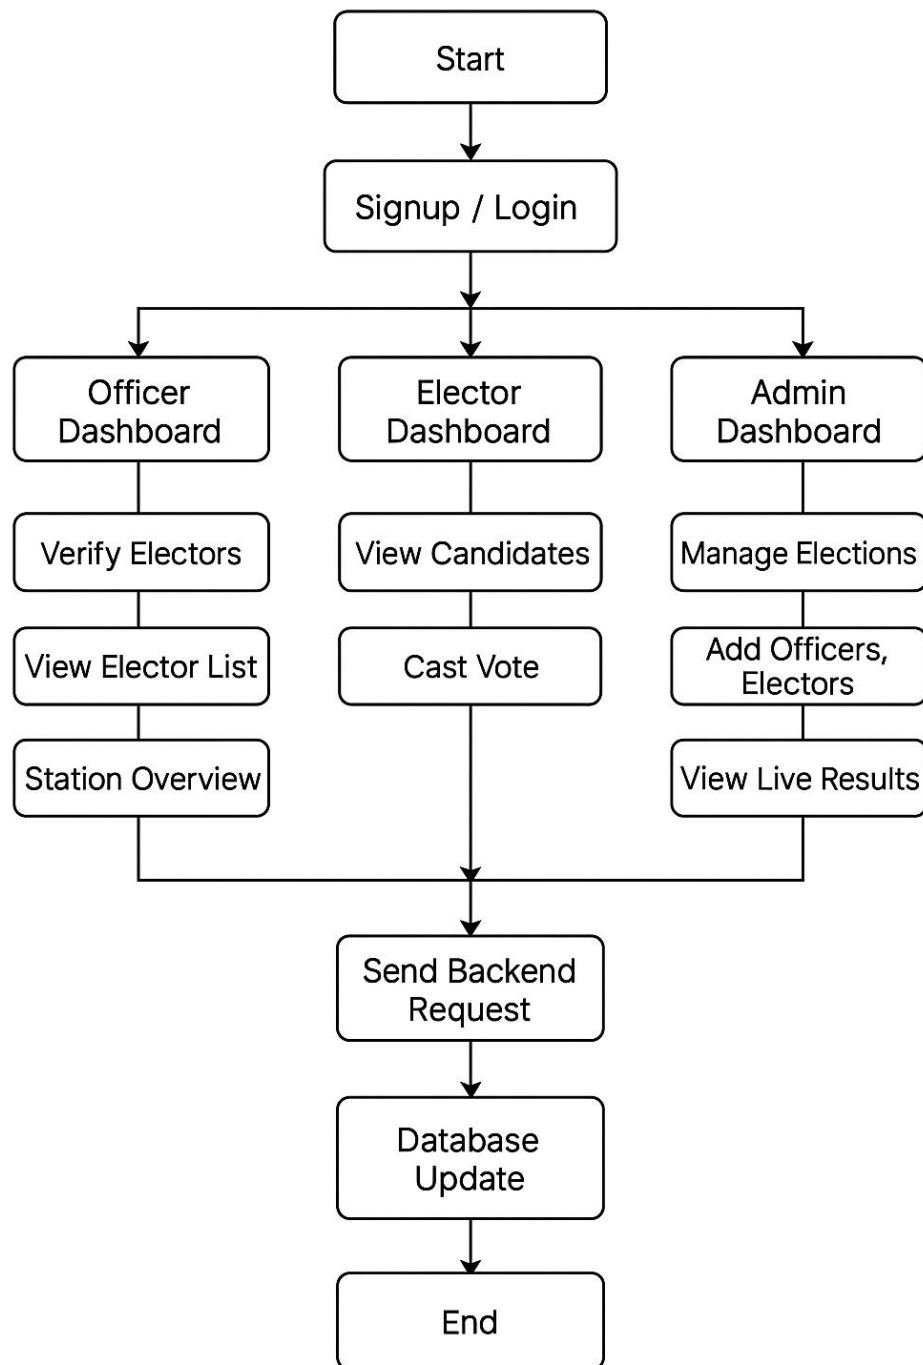 Start
Signup / Login
Officer
Dashboard
Elector
Dashboard
Admin
Dashboard
Verify Electors
View Candidates
Manage Elections
View Elector List
Cast Vote
Add Officers,
Electors
Station Overview
View Live Results
Send Backend
Request
Database
Update
End